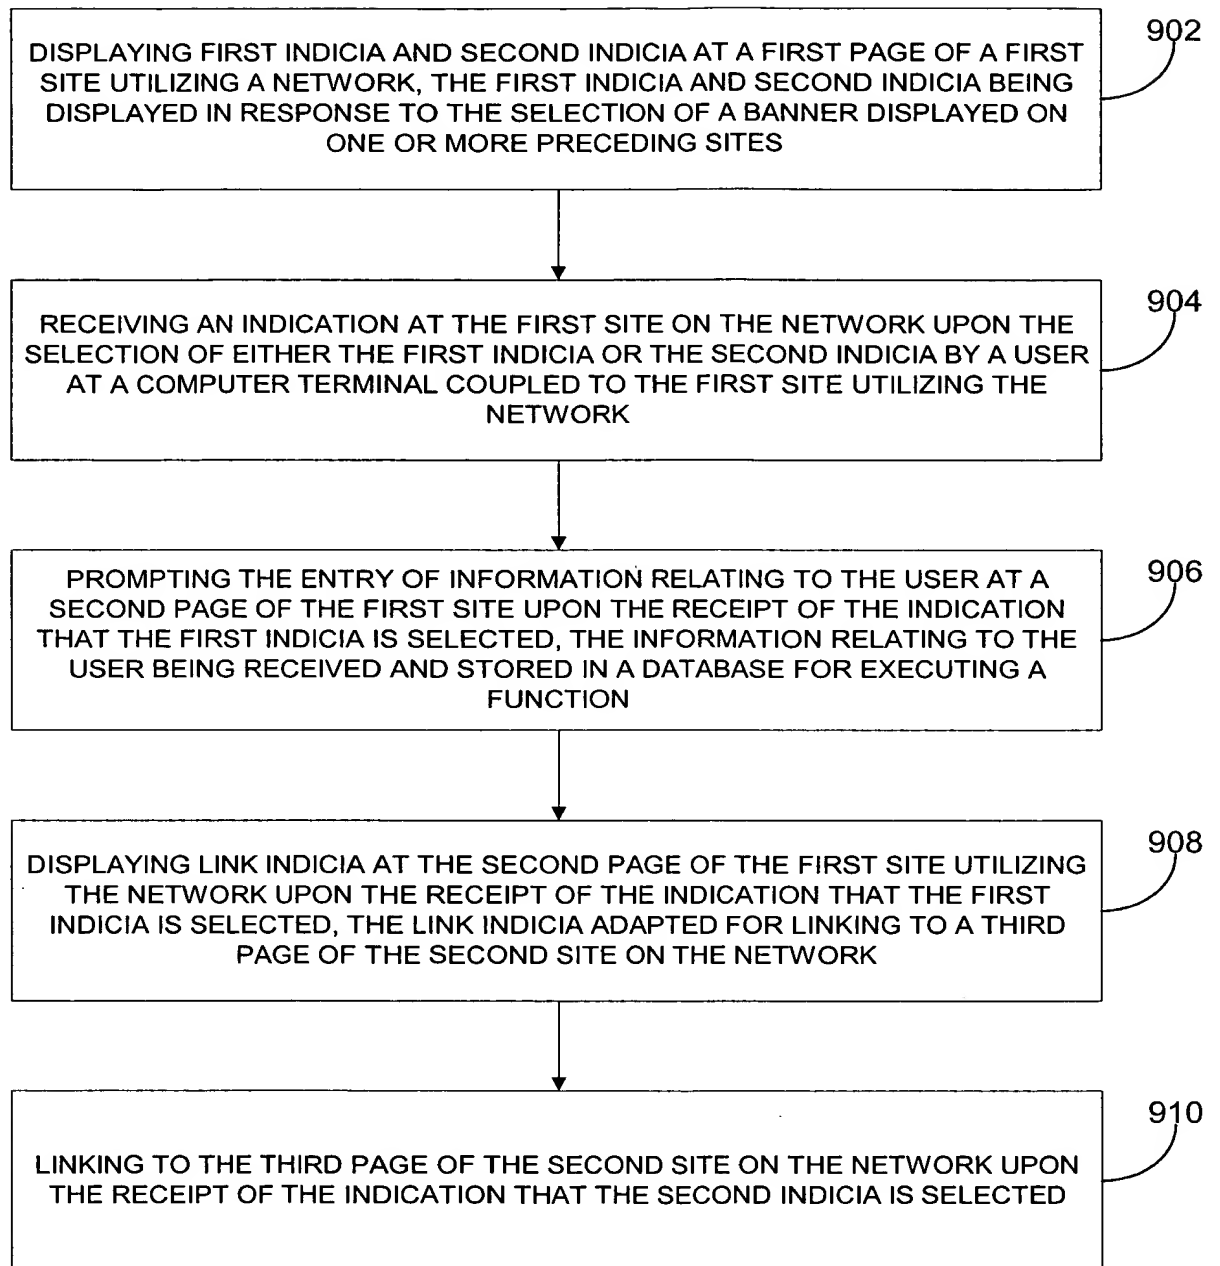 902
DISPLAYING FIRST INDICIA AND SECOND INDICIA AT A FIRST PAGE OF A FIRST
SITE UTILIZING A NETWORK, THE FIRST INDICIA AND SECOND INDICIA BEING
DISPLAYED IN RESPONSE TO THE SELECTION OF A BANNER DISPLAYED ON
ONE OR MORE PRECEDING SITES
904
RECEIVING AN INDICATION AT THE FIRST SITE ON THE NETWORK UPON THE
SELECTION OF EITHER THE FIRST INDICIA OR THE SECOND INDICIA BY A USER
AT A COMPUTER TERMINAL COUPLED TO THE FIRST SITE UTILIZING THE
NETWORK
906
PROMPTING THE ENTRY OF INFORMATION RELATING TO THE USER AT A
SECOND PAGE OF THE FIRST SITE UPON THE RECEIPT OF THE INDICATION
THAT THE FIRST INDICIA IS SELECTED, THE INFORMATION RELATING TO THE
USER BEING RECEIVED AND STORED IN A DATABASE FOR EXECUTING A
FUNCTION
908
DISPLAYING LINK INDICIA AT THE SECOND PAGE OF THE FIRST SITE UTILIZING
THE NETWORK UPON THE RECEIPT OF THE INDICATION THAT THE FIRST
INDICIA IS SELECTED, THE LINK INDICIA ADAPTED FOR LINKING TO A THIRD
PAGE OF THE SECOND SITE ON THE NETWORK
910
LINKING TO THE THIRD PAGE OF THE SECOND SITE ON THE NETWORK UPON
THE RECEIPT OF THE INDICATION THAT THE SECOND INDICIA IS SELECTED